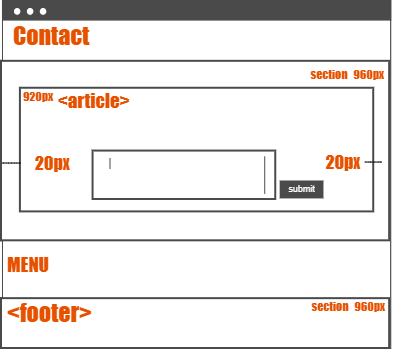 Contact
section 960px
920px <article>
20px
20px
submit
MENU
<footer>
section 960px